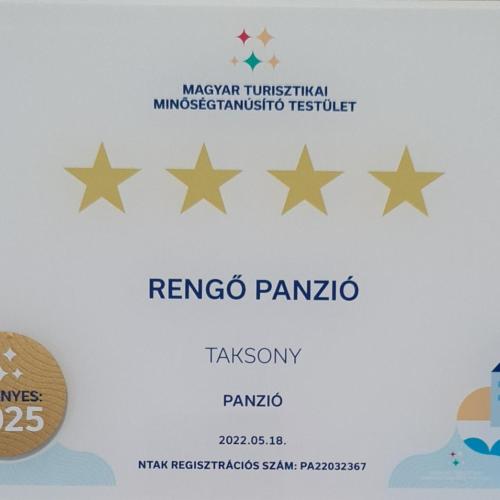 MAGYAR TURISZTIKAI
MINŐSÉGTANÚSÍTÓ TESTÜLET
RENGŐ PANZIÓ
TAKSONY
PANZIÓ
2022.05.18.
NTAK REGISZTRÁCIÓS SZÁM: PA22032367